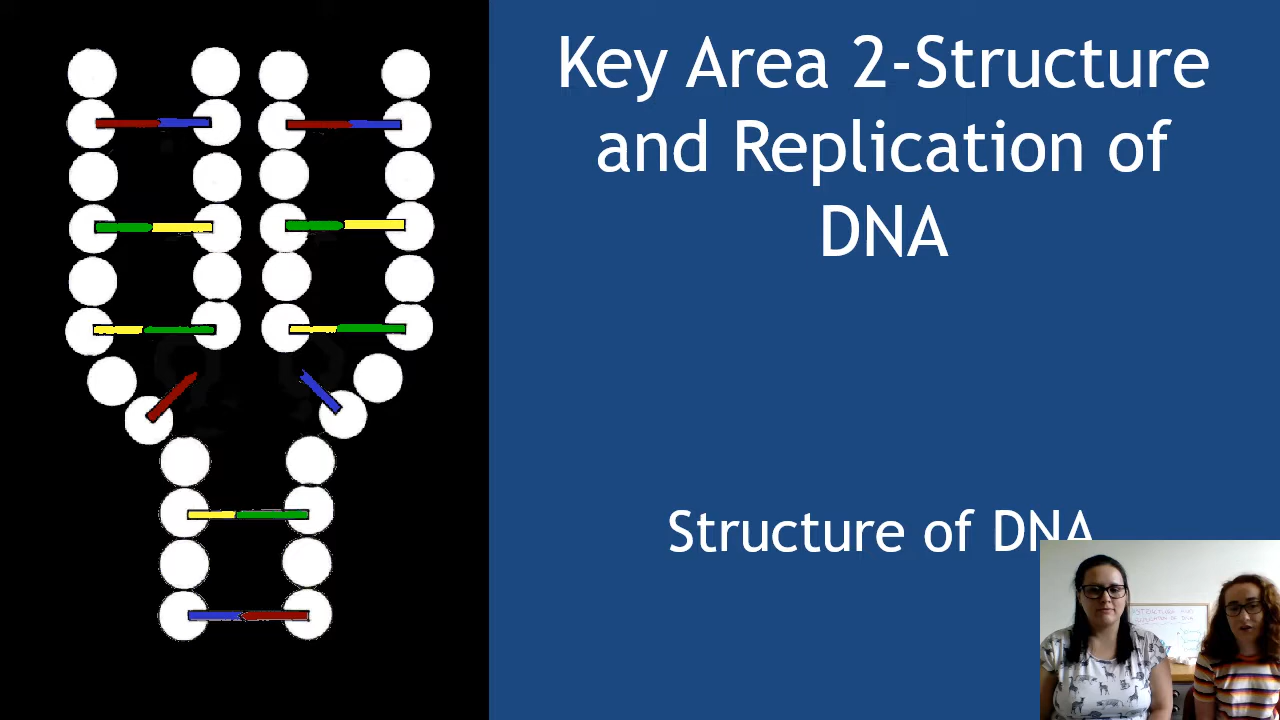 Key Area 2-Structure
and Replication of
DNA
Structure of DNA